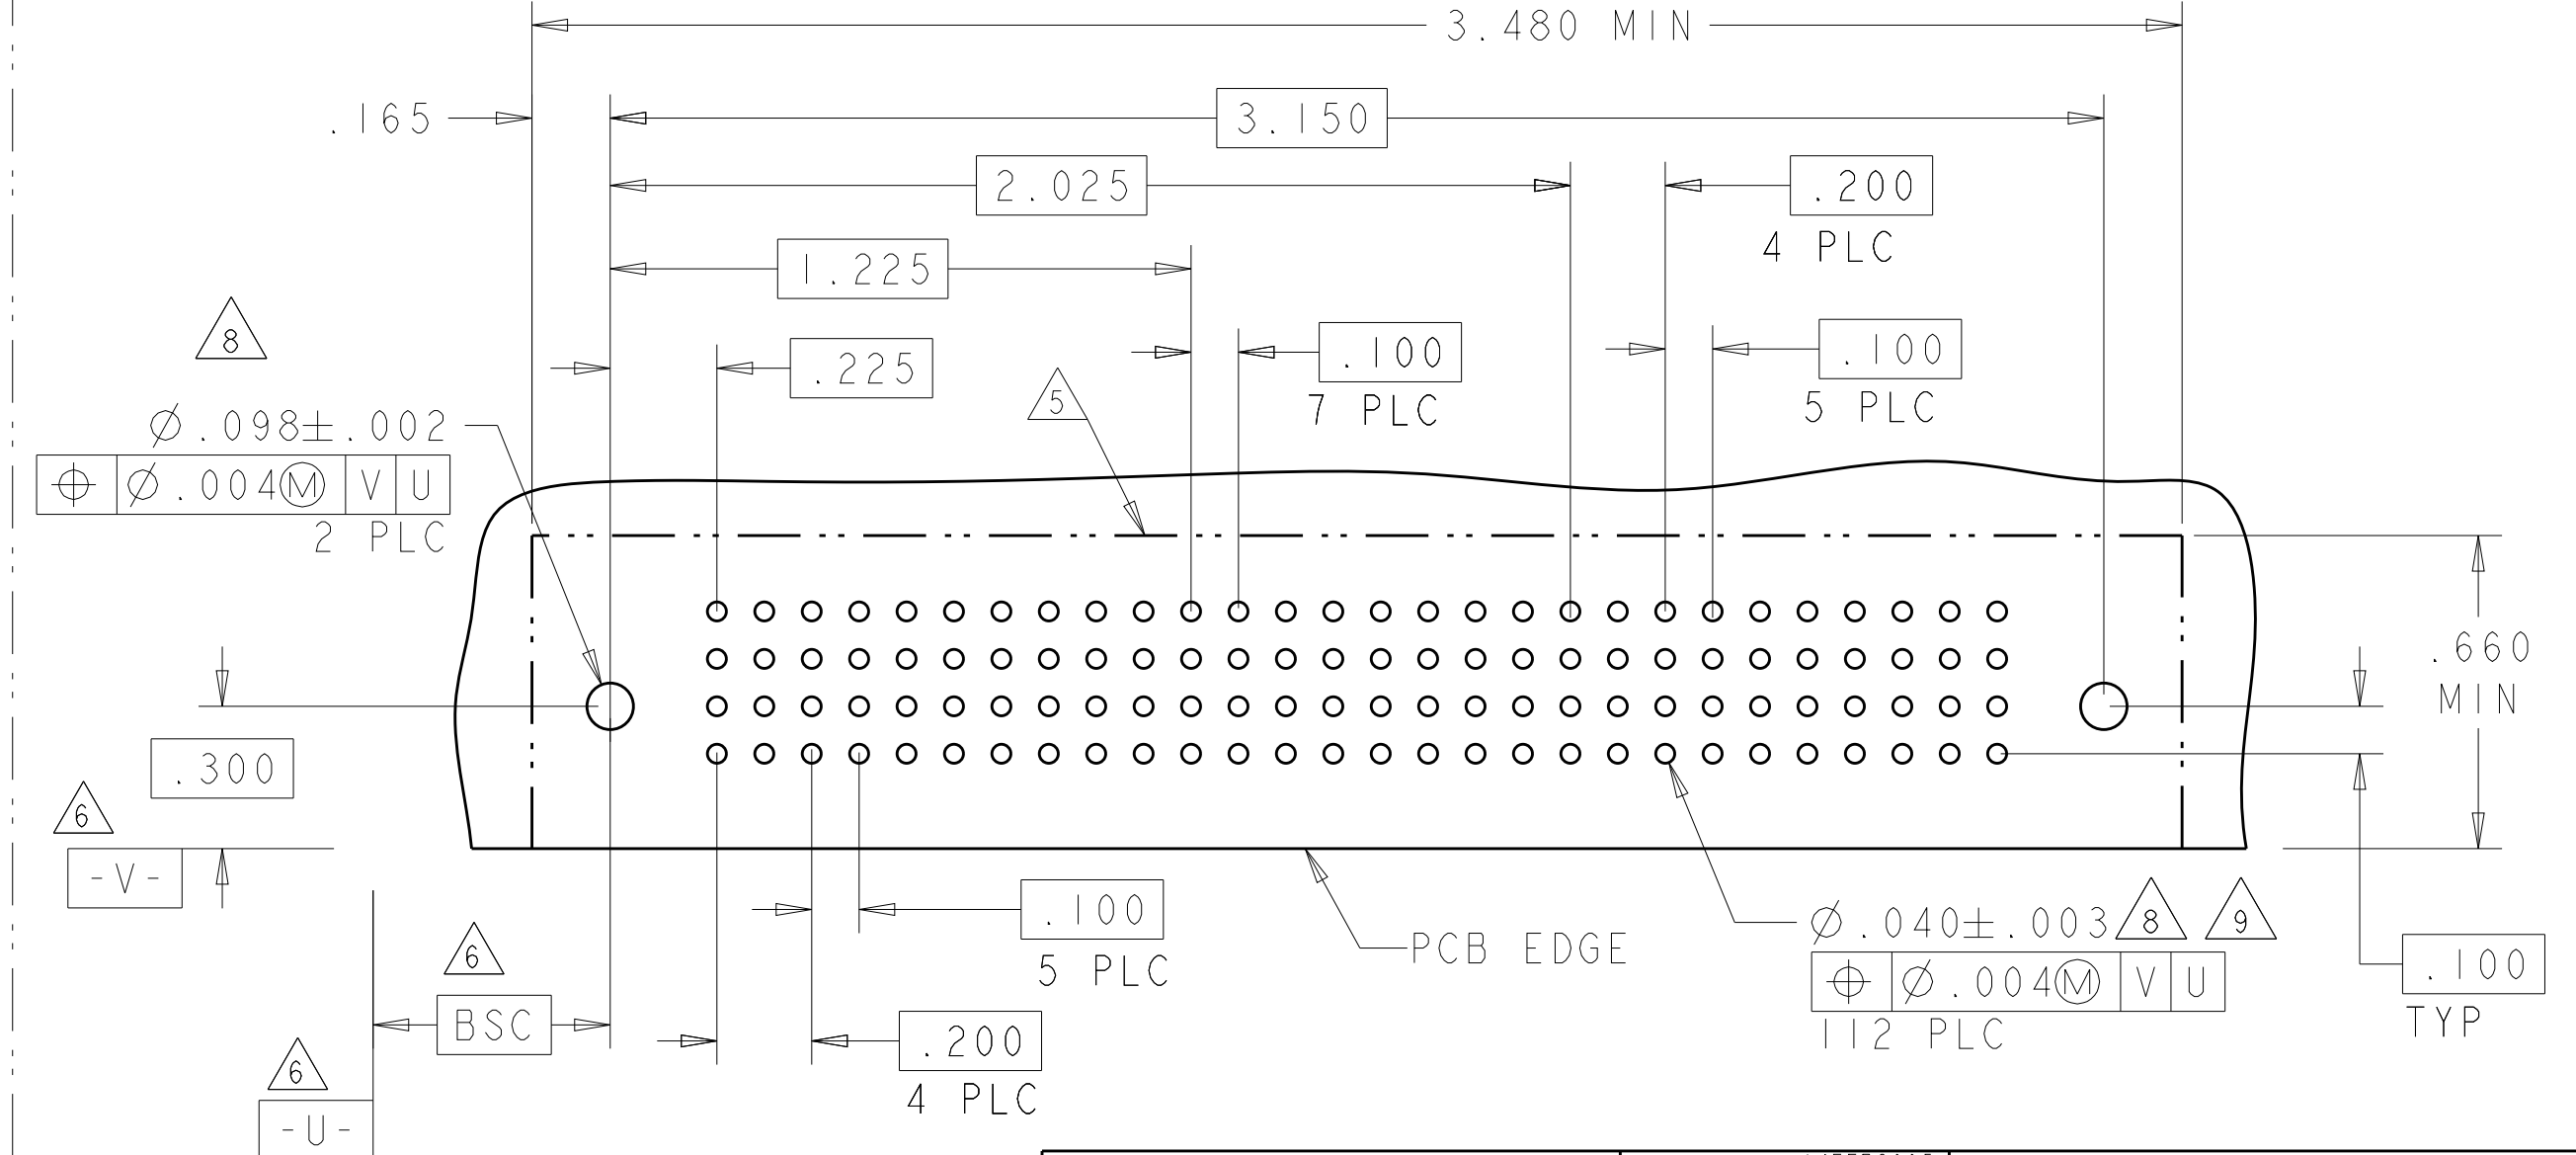 3.480 MIN
.165
3.150
2.025
.200
4 PLC
1.225
8
.225
.100
7 PLC
.100
5 PLC
5
Ø.098±.002
⌖ Ø.004Ⓜ V U
2 PLC
.660
MIN
.300
6
-V-
.100
5 PLC
PCB EDGE
Ø.040±.003 8 9
⌖ Ø.004Ⓜ V U
112 PLC
.100
TYP
6
BSC
.200
4 PLC
6
-U-